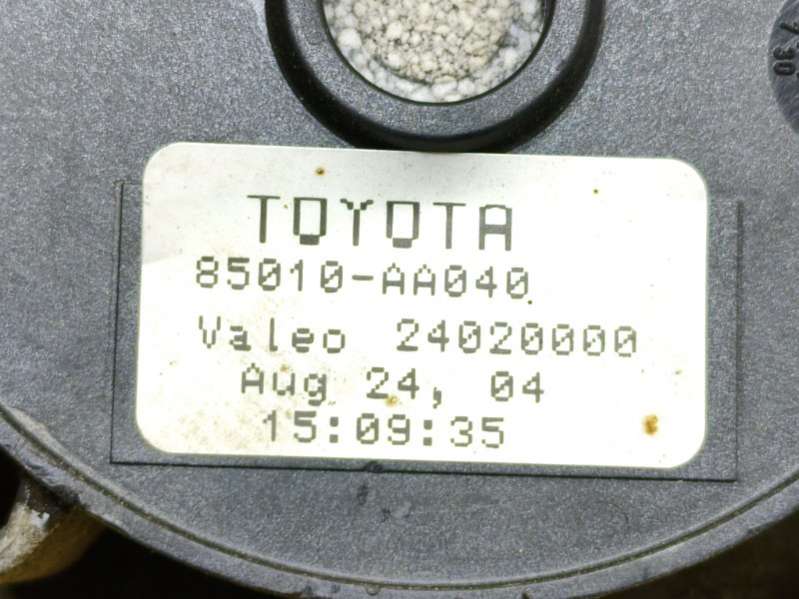 TOYOTA
85010-AA040
Valeo 24020000
Aug 24, 04
15:09:35